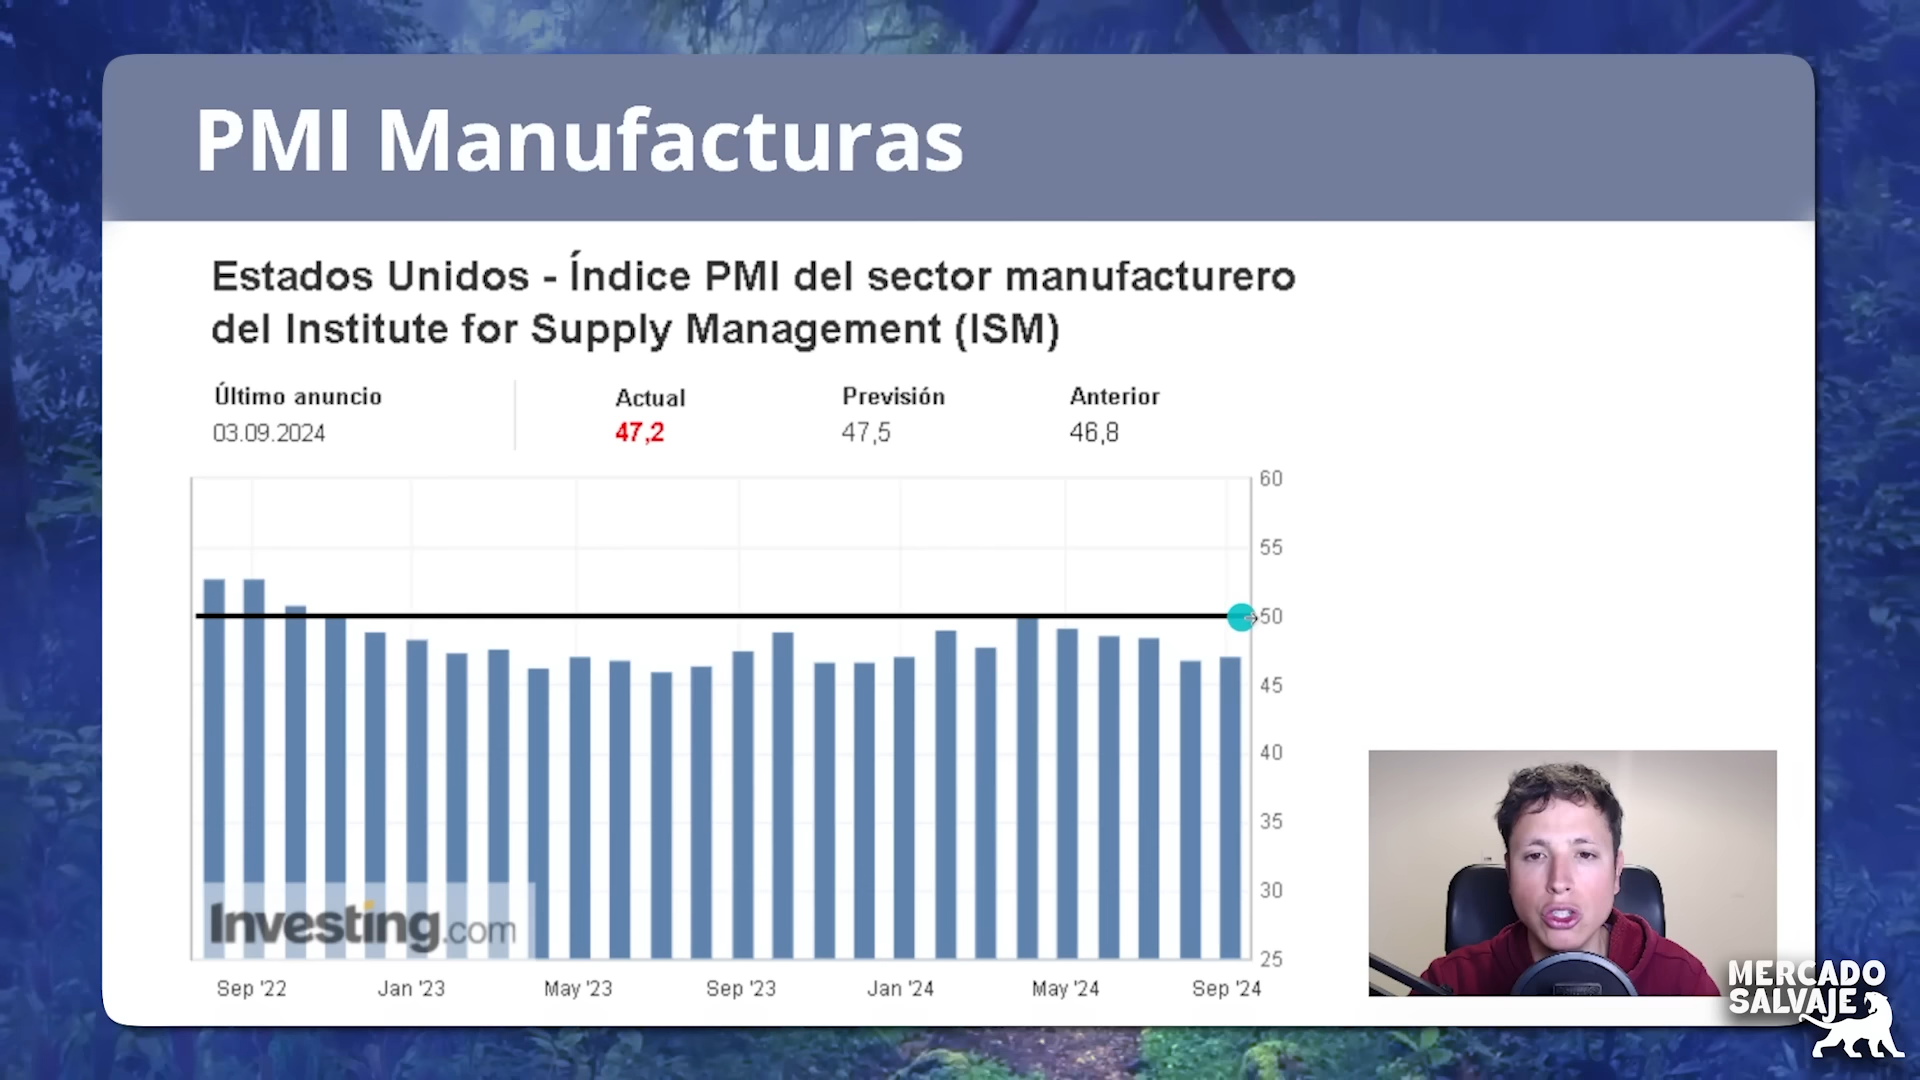 PMI Manufacturas
Estados Unidos - Índice PMI del sector manufacturero
del Institute for Supply Management (ISM)
Último anuncio
03.09.2024
Actual
47,2
Previsión
47,5
Anterior
46,8
60
55
50
45
40
35
30
25
Investing.com
Sep '22
Jan '23
May '23
Sep '23
Jan '24
May '24
Sep '24
MERCADO
SALVAJE